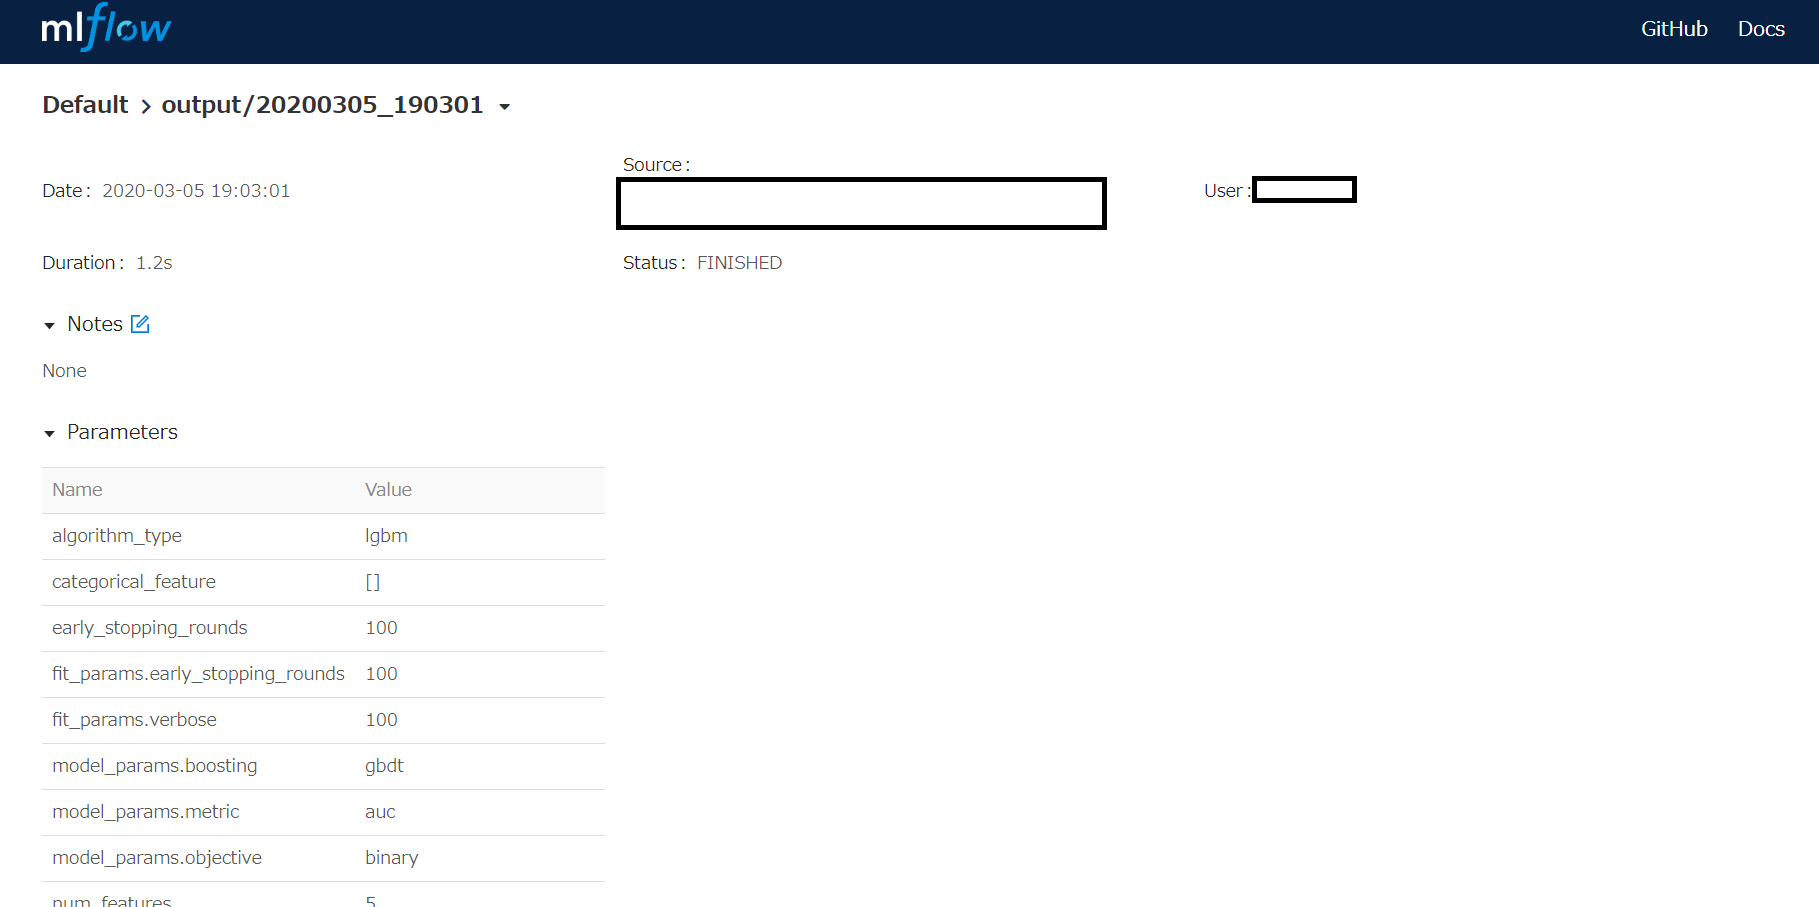 mlflow GitHub Docs
Default > output/20200305_190301
Source :
Date : 2020-03-05 19:03:01
User :
Duration : 1.2s
Status : FINISHED
Notes
None
Parameters
Name Value
algorithm_type lgbm
categorical_feature []
early_stopping_rounds 100
fit_params.early_stopping_rounds 100
fit_params.verbose 100
model_params.boosting gbdt
model_params.metric auc
model_params.objective binary
num_features 5